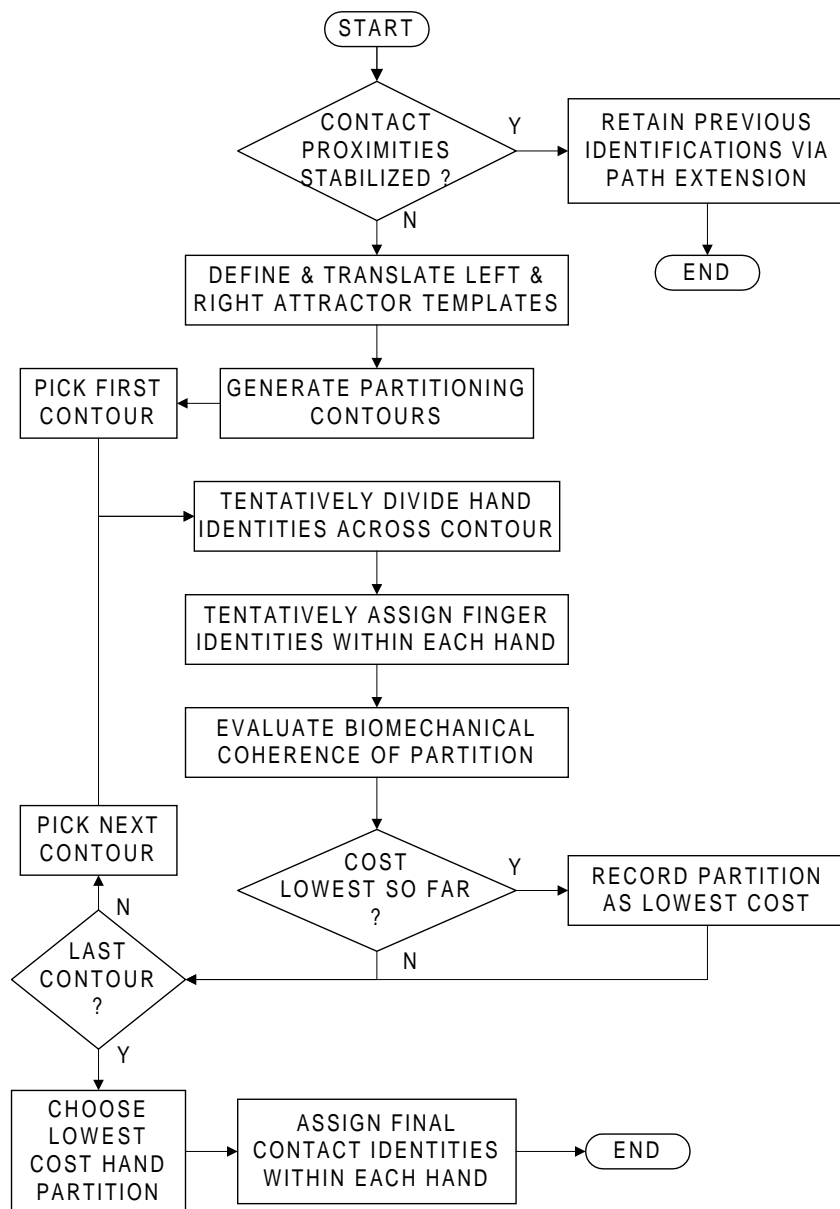 START
CONTACT
PROXIMITIES
STABILIZED ?
Y
RETAIN PREVIOUS
IDENTIFICATIONS VIA
PATH EXTENSION
N
END
DEFINE & TRANSLATE LEFT &
RIGHT ATTRACTOR TEMPLATES
PICK FIRST
CONTOUR
GENERATE PARTITIONING
CONTOURS
TENTATIVELY DIVIDE HAND
IDENTITIES ACROSS CONTOUR
TENTATIVELY ASSIGN FINGER
IDENTITIES WITHIN EACH HAND
EVALUATE BIOMECHANICAL
COHERENCE OF PARTITION
PICK NEXT
CONTOUR
COST
LOWEST SO FAR
?
Y
RECORD PARTITION
AS LOWEST COST
N
LAST
CONTOUR
?
N
Y
CHOOSE
LOWEST
COST HAND
PARTITION
ASSIGN FINAL
CONTACT IDENTITIES
WITHIN EACH HAND
END